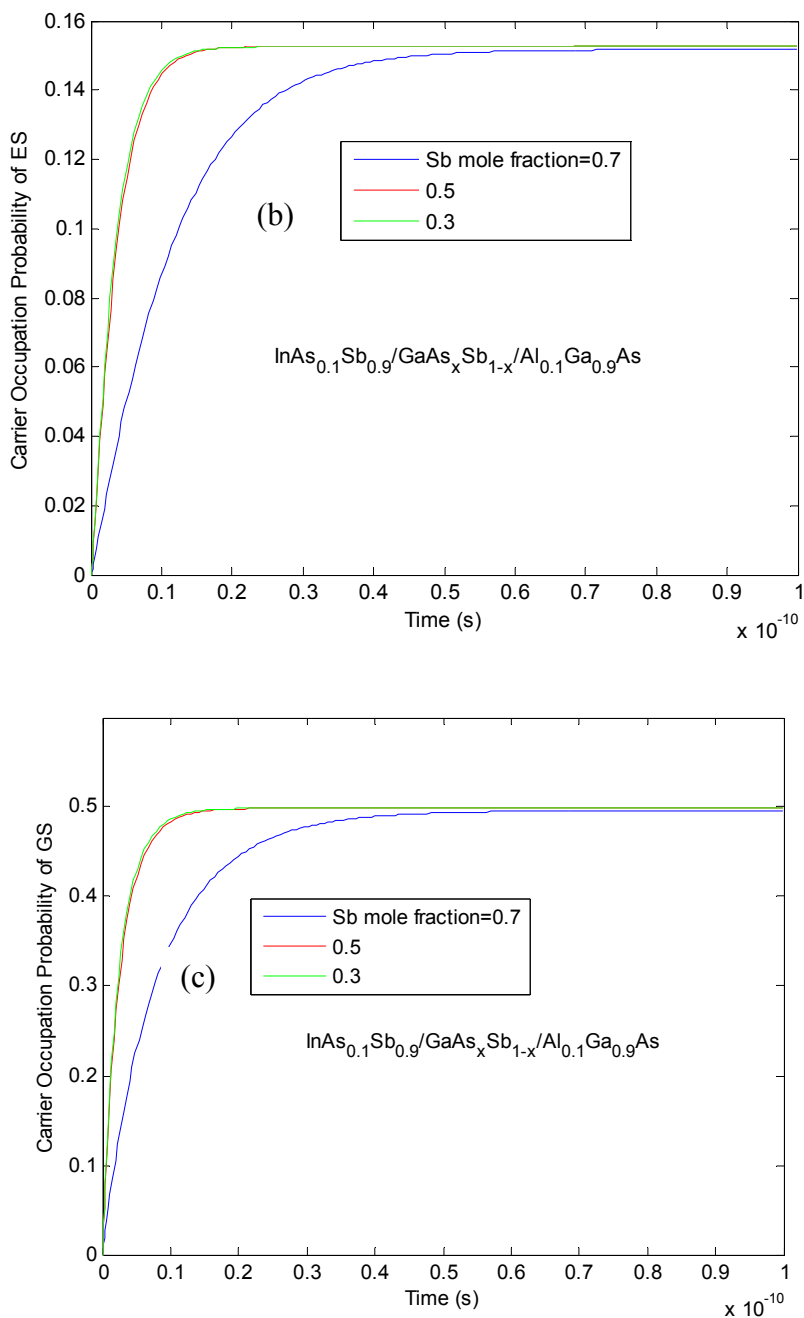 0.16
0.14
0.12
0.1
0.08
0.06
0.04
0.02
0
Carrier Occupation Probability of ES
Sb mole fraction=0.7
0.5
0.3
(b)
InAs0.1Sb0.9/GaAsxSb1-x/Al0.1Ga0.9As
0 0.1 0.2 0.3 0.4 0.5 0.6 0.7 0.8 0.9 1
Time (s)
x 10-10
0.5
0.4
0.3
0.2
0.1
0
Carrier Occupation Probability of GS
Sb mole fraction=0.7
0.5
0.3
(c)
InAs0.1Sb0.9/GaAsxSb1-x/Al0.1Ga0.9As
0 0.1 0.2 0.3 0.4 0.5 0.6 0.7 0.8 0.9 1
Time (s)
x 10-10